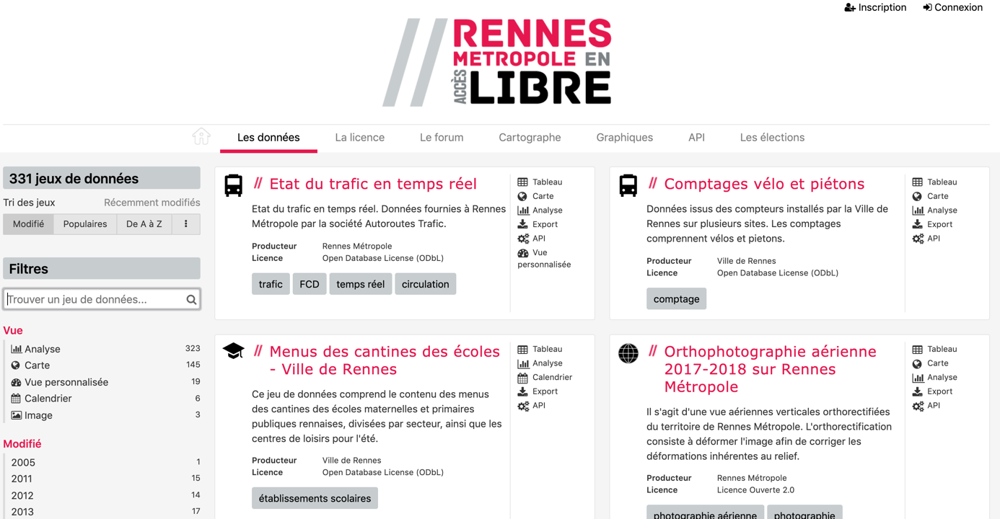 Inscription
Connexion
RENNES
METROPOLE EN
ACCÈS
LIBRE
Les données
La licence
Le forum
Cartographe
Graphiques
API
Les élections
331 jeux de données
Tri des jeux
Récemment modifiés
Modifié
Populaires
De A à Z
Filtres
Trouver un jeu de données...
Vue
Analyse 323
Carte 145
Vue personnalisée 19
Calendrier 6
Image 3
Modifié
2005 1
2011 15
2012 14
2013 17
// Etat du trafic en temps réel
Etat du trafic en temps réel. Données fournies à Rennes
Métropole par la société Autoroutes Trafic.
Producteur Rennes Métropole
Licence Open Database License (ODbL)
trafic
FCD
temps réel
circulation
Tableau
Carte
Analyse
Export
API
Vue
personnalisée
// Comptages vélo et piétons
Données issus des compteurs installés par la Ville de
Rennes sur plusieurs sites. Les comptages
comprennent vélos et pietons.
Producteur Ville de Rennes
Licence Open Database License (ODbL)
comptage
Tableau
Carte
Analyse
Export
API
// Menus des cantines des écoles
- Ville de Rennes
Ce jeu de données comprend le contenu des menus
des cantines des écoles maternelles et primaires
publiques rennaises, divisées par secteur, ainsi que les
centres de loisirs pour l'été.
Producteur Ville de Rennes
Licence Open Database License (ODbL)
établissements scolaires
Tableau
Analyse
Calendrier
Export
API
// Orthophotographie aérienne
2017-2018 sur Rennes
Métropole
Il s'agit d'une vue aériennes verticales orthorectifiées
du territoire de Rennes Métropole. L'orthorectification
consiste à déformer l'image afin de corriger les
déformations inhérentes au relief.
Producteur Rennes Métropole
Licence Licence Ouverte 2.0
photographie aérienne
photographie
Tableau
Carte
Analyse
Export
API